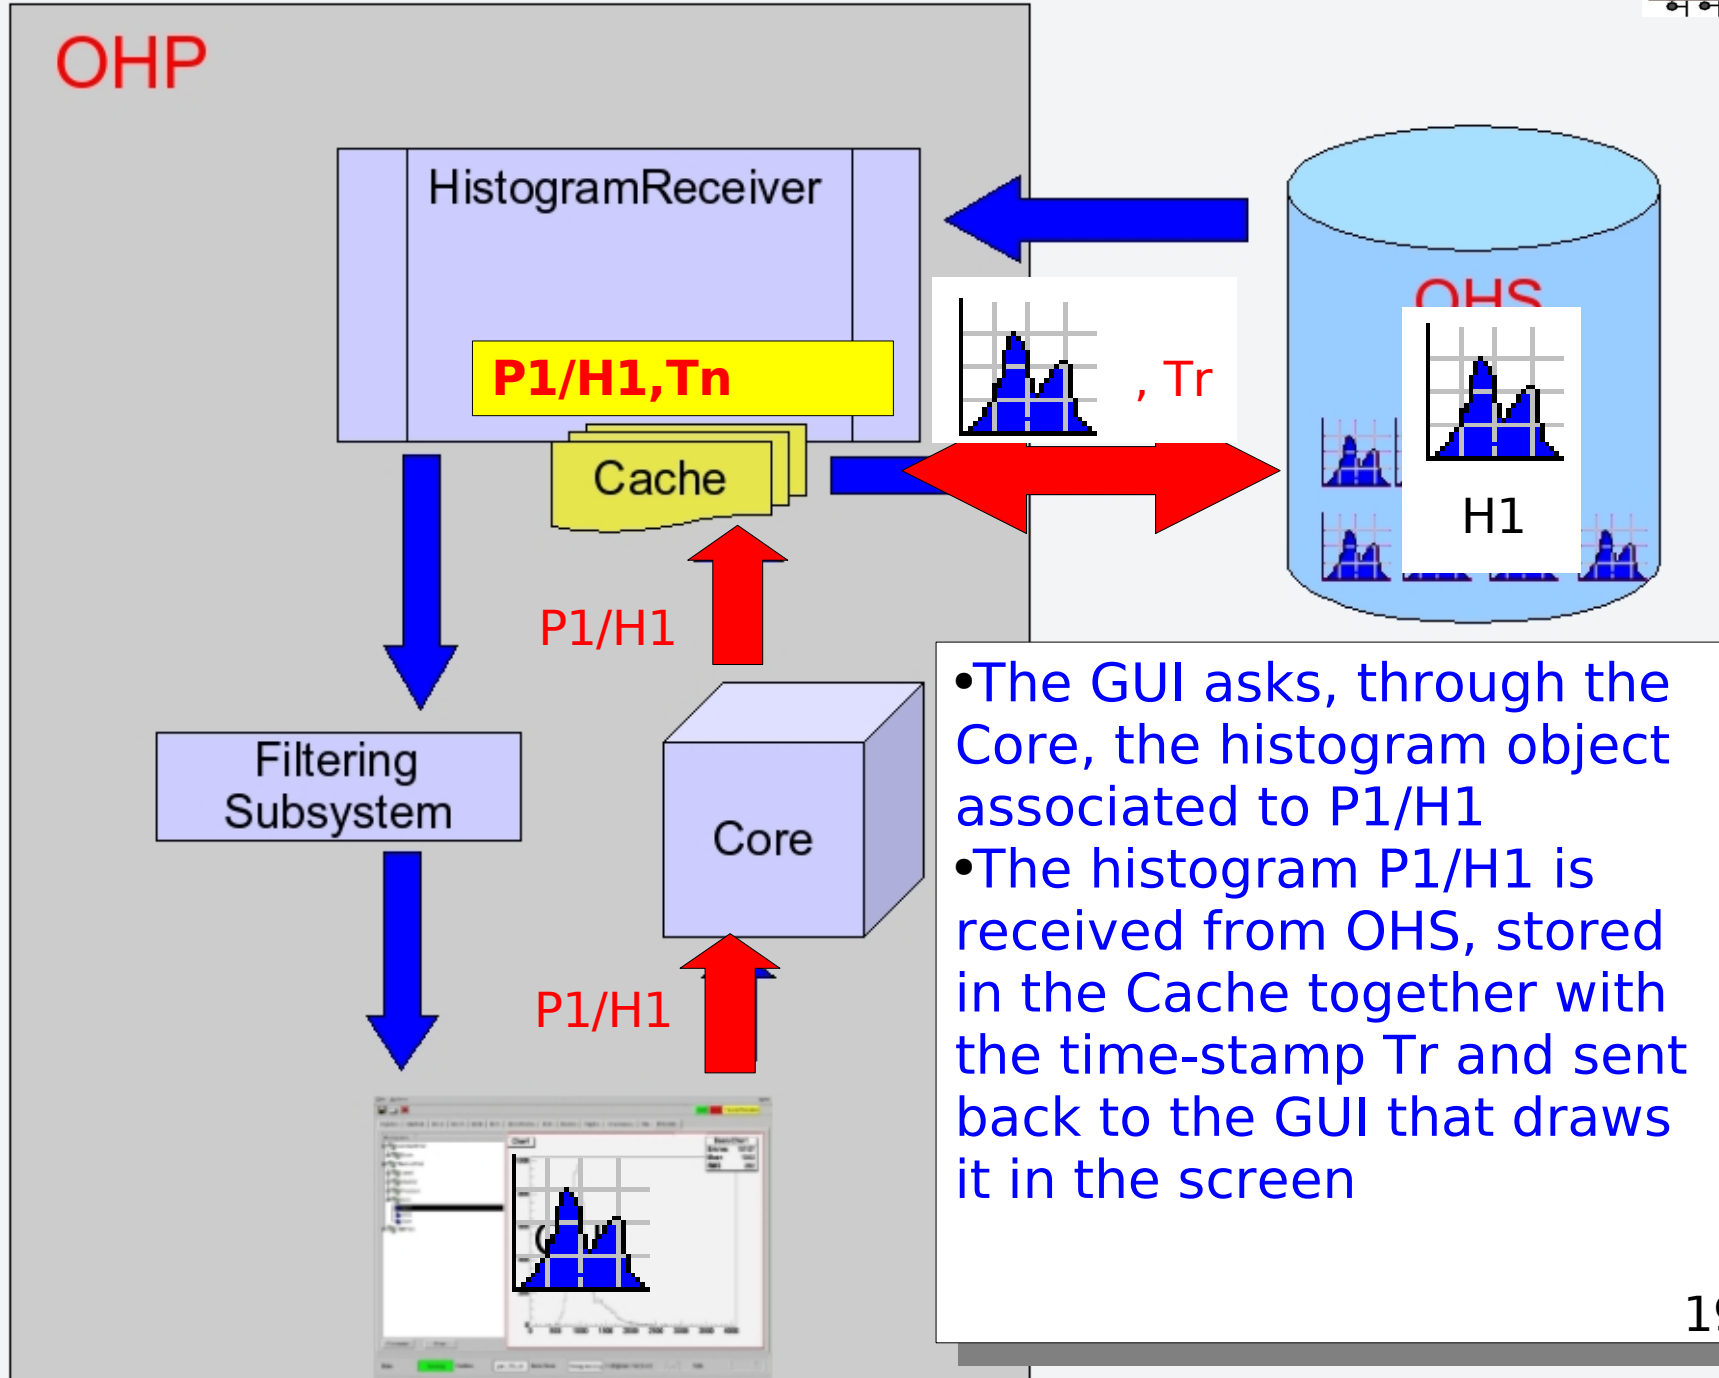 OHP
HistogramReceiver
OHS
P1/H1,Tn
, Tr
Cache
H1
P1/H1
Filtering
Subsystem
Core
P1/H1
•The GUI asks, through the
Core, the histogram object
associated to P1/H1
•The histogram P1/H1 is
received from OHS, stored
in the Cache together with
the time-stamp Tr and sent
back to the GUI that draws
it in the screen